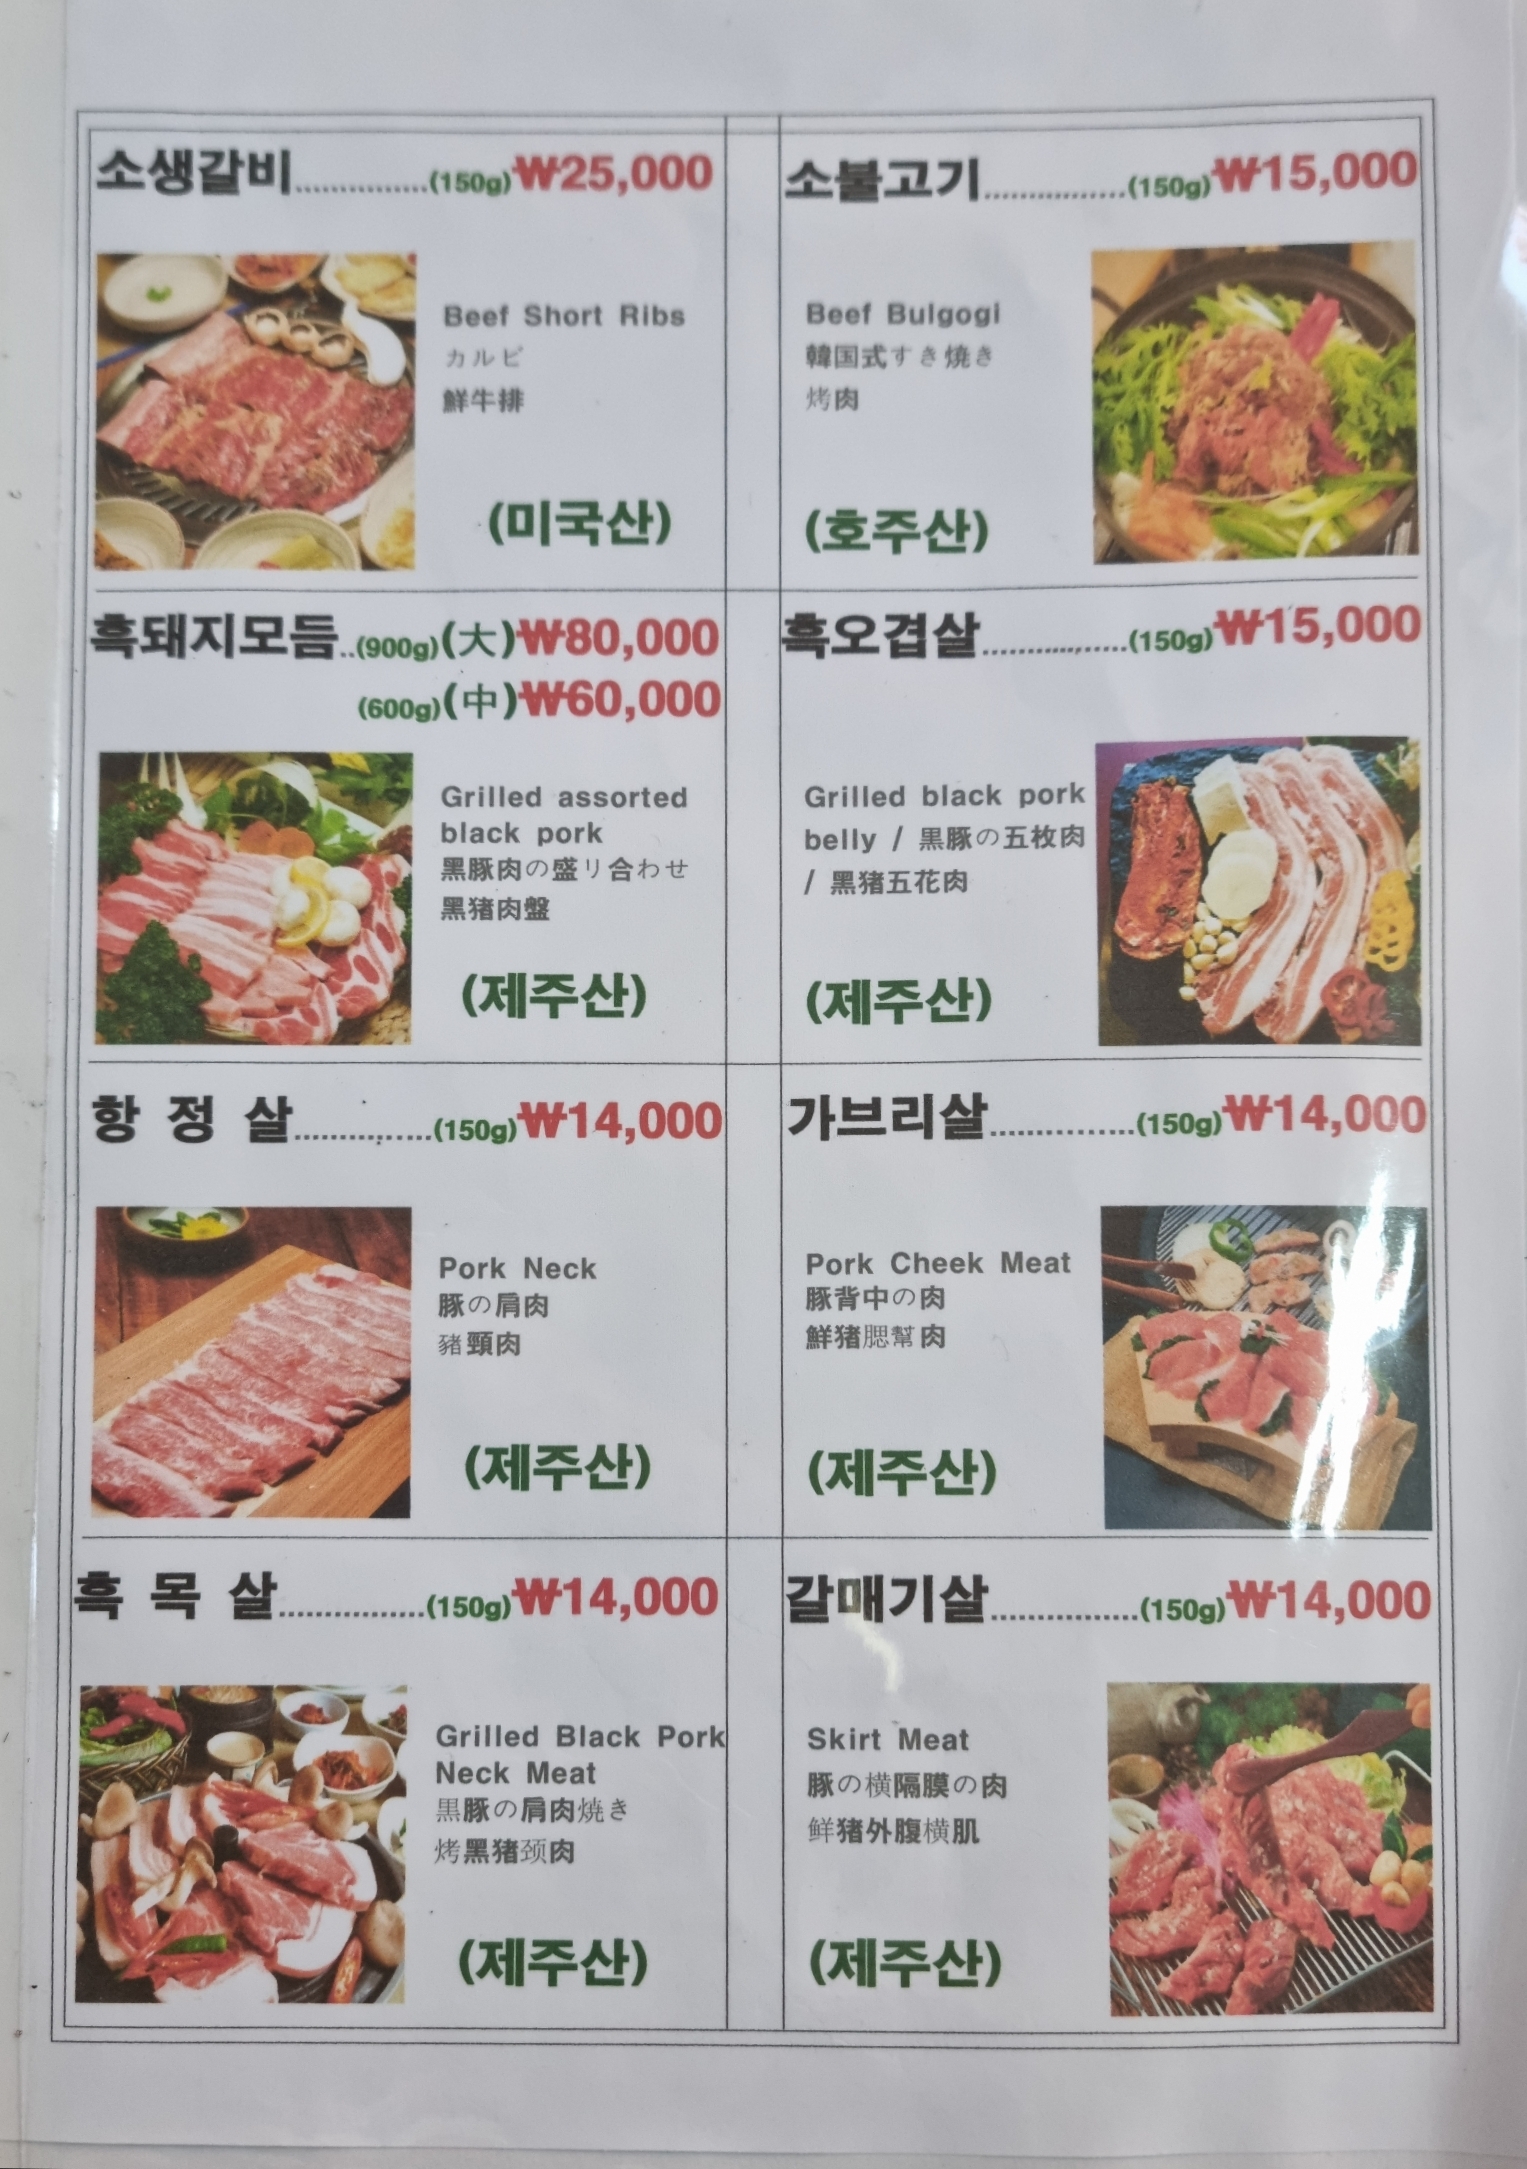 소생갈비...............(150g)₩25,000
Beef Short Ribs
カルビ
鮮牛排
(미국산)
소불고기................(150g)₩15,000
Beef Bulgogi
韓国式すき焼き
烤肉
(호주산)
흑돼지모듬..(900g)(大)₩80,000
(600g)(中)₩60,000
Grilled assorted
black pork
黒豚肉の盛り合わせ
黑猪肉盤
(제주산)
흑오겹살................(150g)₩15,000
Grilled black pork
belly / 黒豚の五枚肉
/ 黑猪五花肉
(제주산)
항 정 살...............(150g)₩14,000
Pork Neck
豚の肩肉
豬頸肉
(제주산)
가브리살................(150g)₩14,000
Pork Cheek Meat
豚背中の肉
鮮猪腮幫肉
(제주산)
흑 목 살................(150g)₩14,000
Grilled Black Pork
Neck Meat
黒豚の肩肉焼き
烤黑猪颈肉
(제주산)
갈매기살................(150g)₩14,000
Skirt Meat
豚の横隔膜の肉
鲜猪外腹横肌
(제주산)